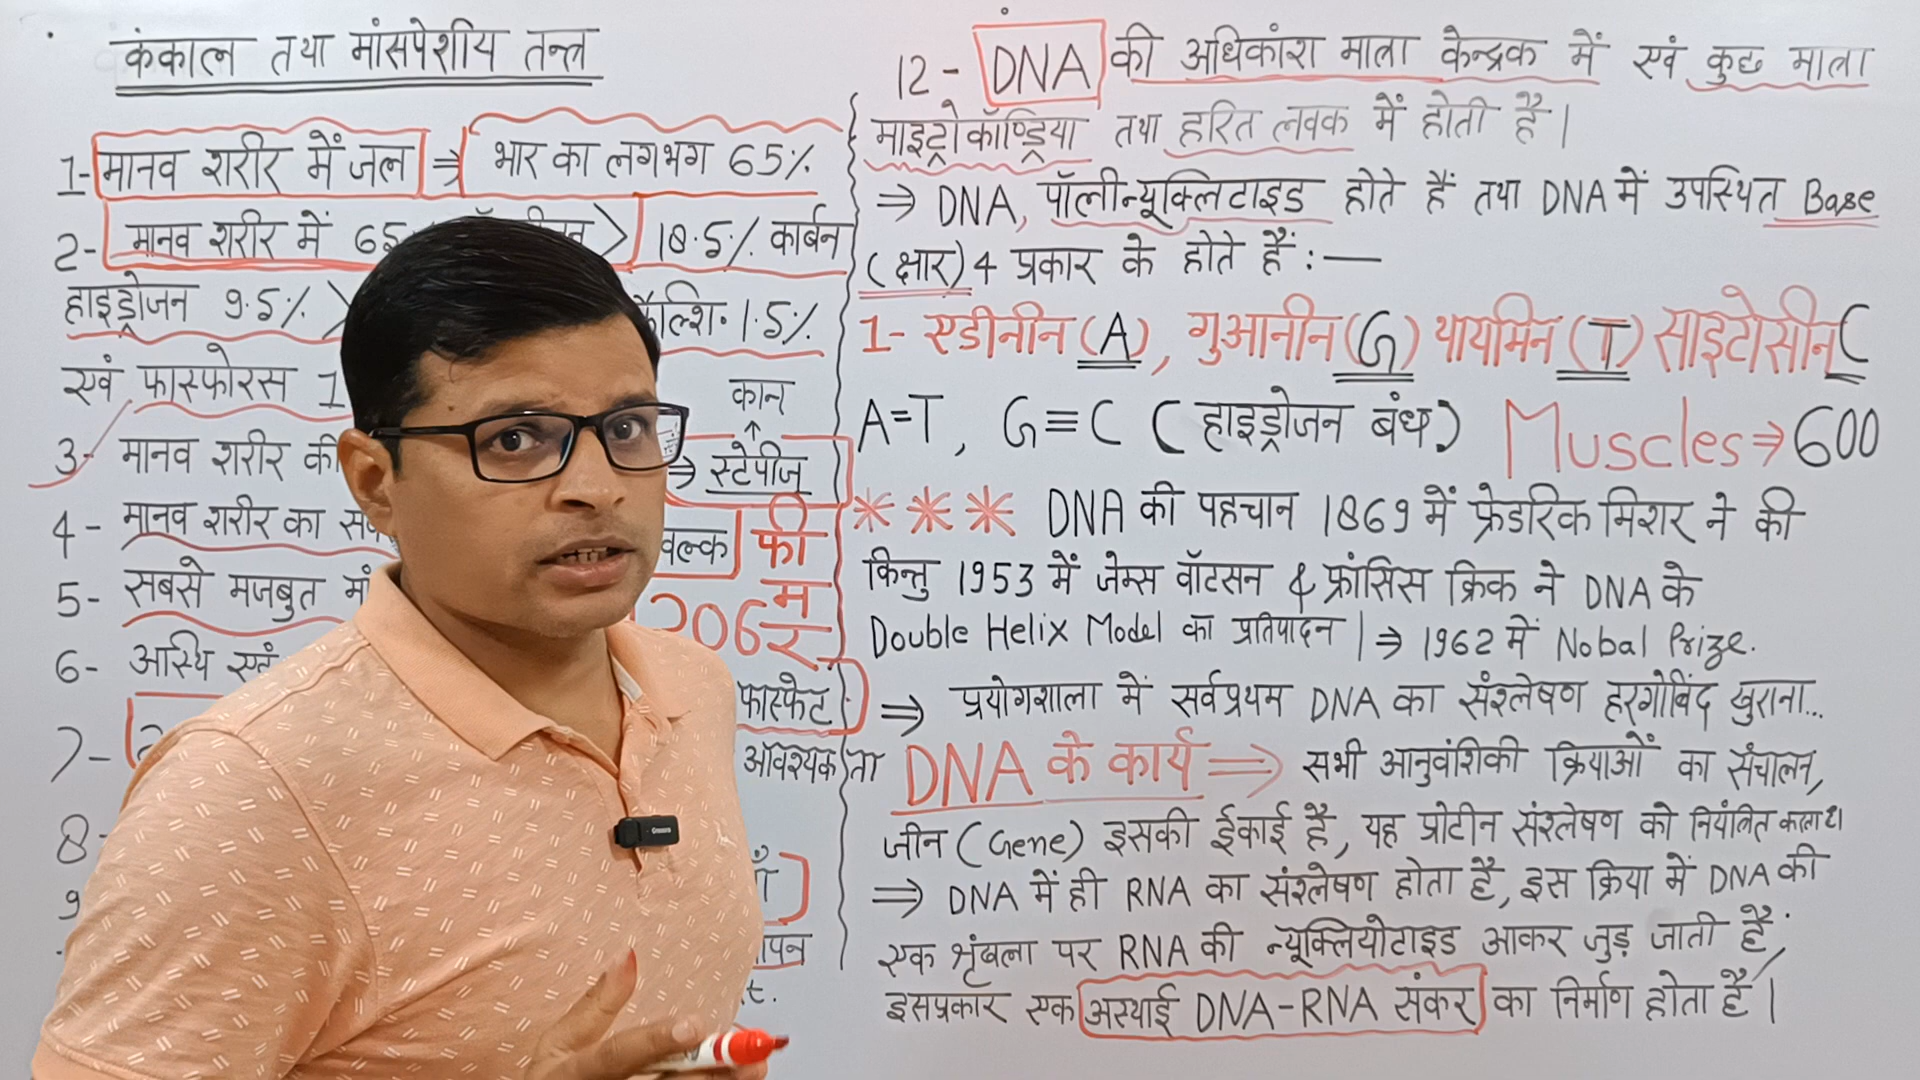 कंकाल तथा मांसपेशीय तन्त्र
1- मानव शरीर में जल ⇒ भार का लगभग 65%
2- मानव शरीर में 65 > 18.5% कार्बन
हाइड्रोजन 9.5% > कैल्शि. 1.5%
एवं फास्फोरस 1
कान
↑
3- मानव शरीर की ⇒ स्टेपीज
4- मानव शरीर का वल्क फी
5- सबसे मजबुत 206 म
6- अस्थि एवं र
7- फास्फेट
आवश्यकता
8-
9
12- DNA की अधिकांश मात्रा केन्द्रक में एवं कुछ मात्रा
माइट्रोकॉण्ड्रिया तथा हरित लवक में होती है।
⇒ DNA, पॉलीन्यूक्लिटाइड होते हैं तथा DNA में उपस्थित Base
(क्षार) 4 प्रकार के होते हैं:—
1- एडीनीन (A), गुआनीन (G) थायमिन (T) साइटोसीन C
A=T, G≡C (हाइड्रोजन बंध) Muscles ⇒ 600
*** DNA की पहचान 1869 में फ्रेडरिक मिशर ने की
किन्तु 1953 में जेम्स वॉटसन & फ्रांसिस क्रिक ने DNA के
Double Helix Model का प्रतिपादन | ⇒ 1962 में Nobal Prize.
⇒ प्रयोगशाला में सर्वप्रथम DNA का संश्लेषण हरगोबिंद खुराना...
DNA के कार्य ⇒ सभी आनुवांशिकी क्रियाओं का संचालन,
जीन (Gene) इसकी ईकाई है, यह प्रोटीन संश्लेषण को नियंत्रित
⇒ DNA में ही RNA का संश्लेषण होता है, इस क्रिया में DNA की
एक श्रृंखला पर RNA की न्यूक्लियोटाइड आकर जुड़ जाती है,
इसप्रकार एक अस्थाई DNA-RNA संकर का निर्माण होता है।